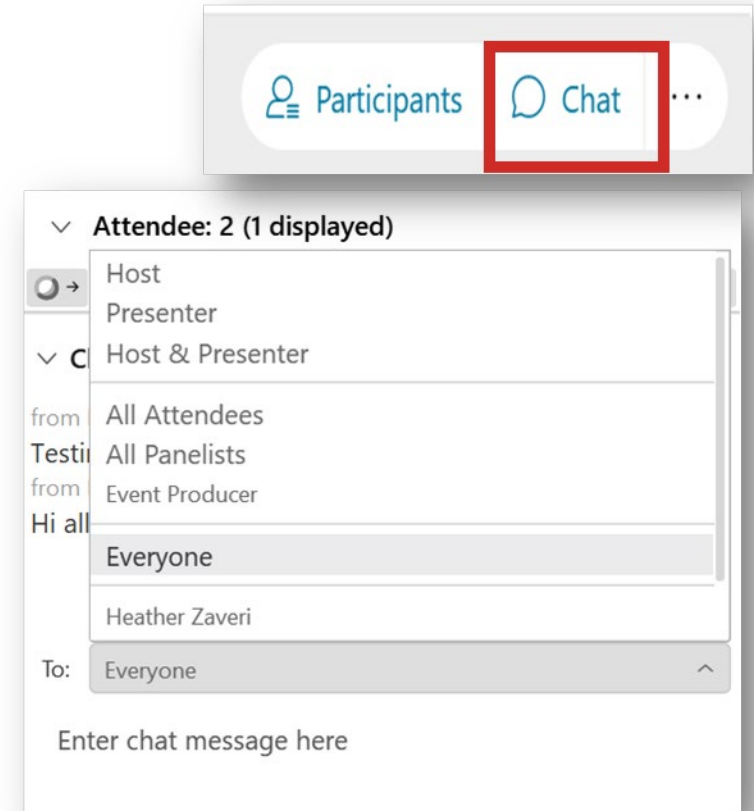 Participants Chat ...
Attendee: 2 (1 displayed)
Host
Presenter
Host & Presenter
All Attendees
from
All Panelists
from
Event Producer
Hi all
Everyone
Heather Zaveri
To: Everyone
Enter chat message here